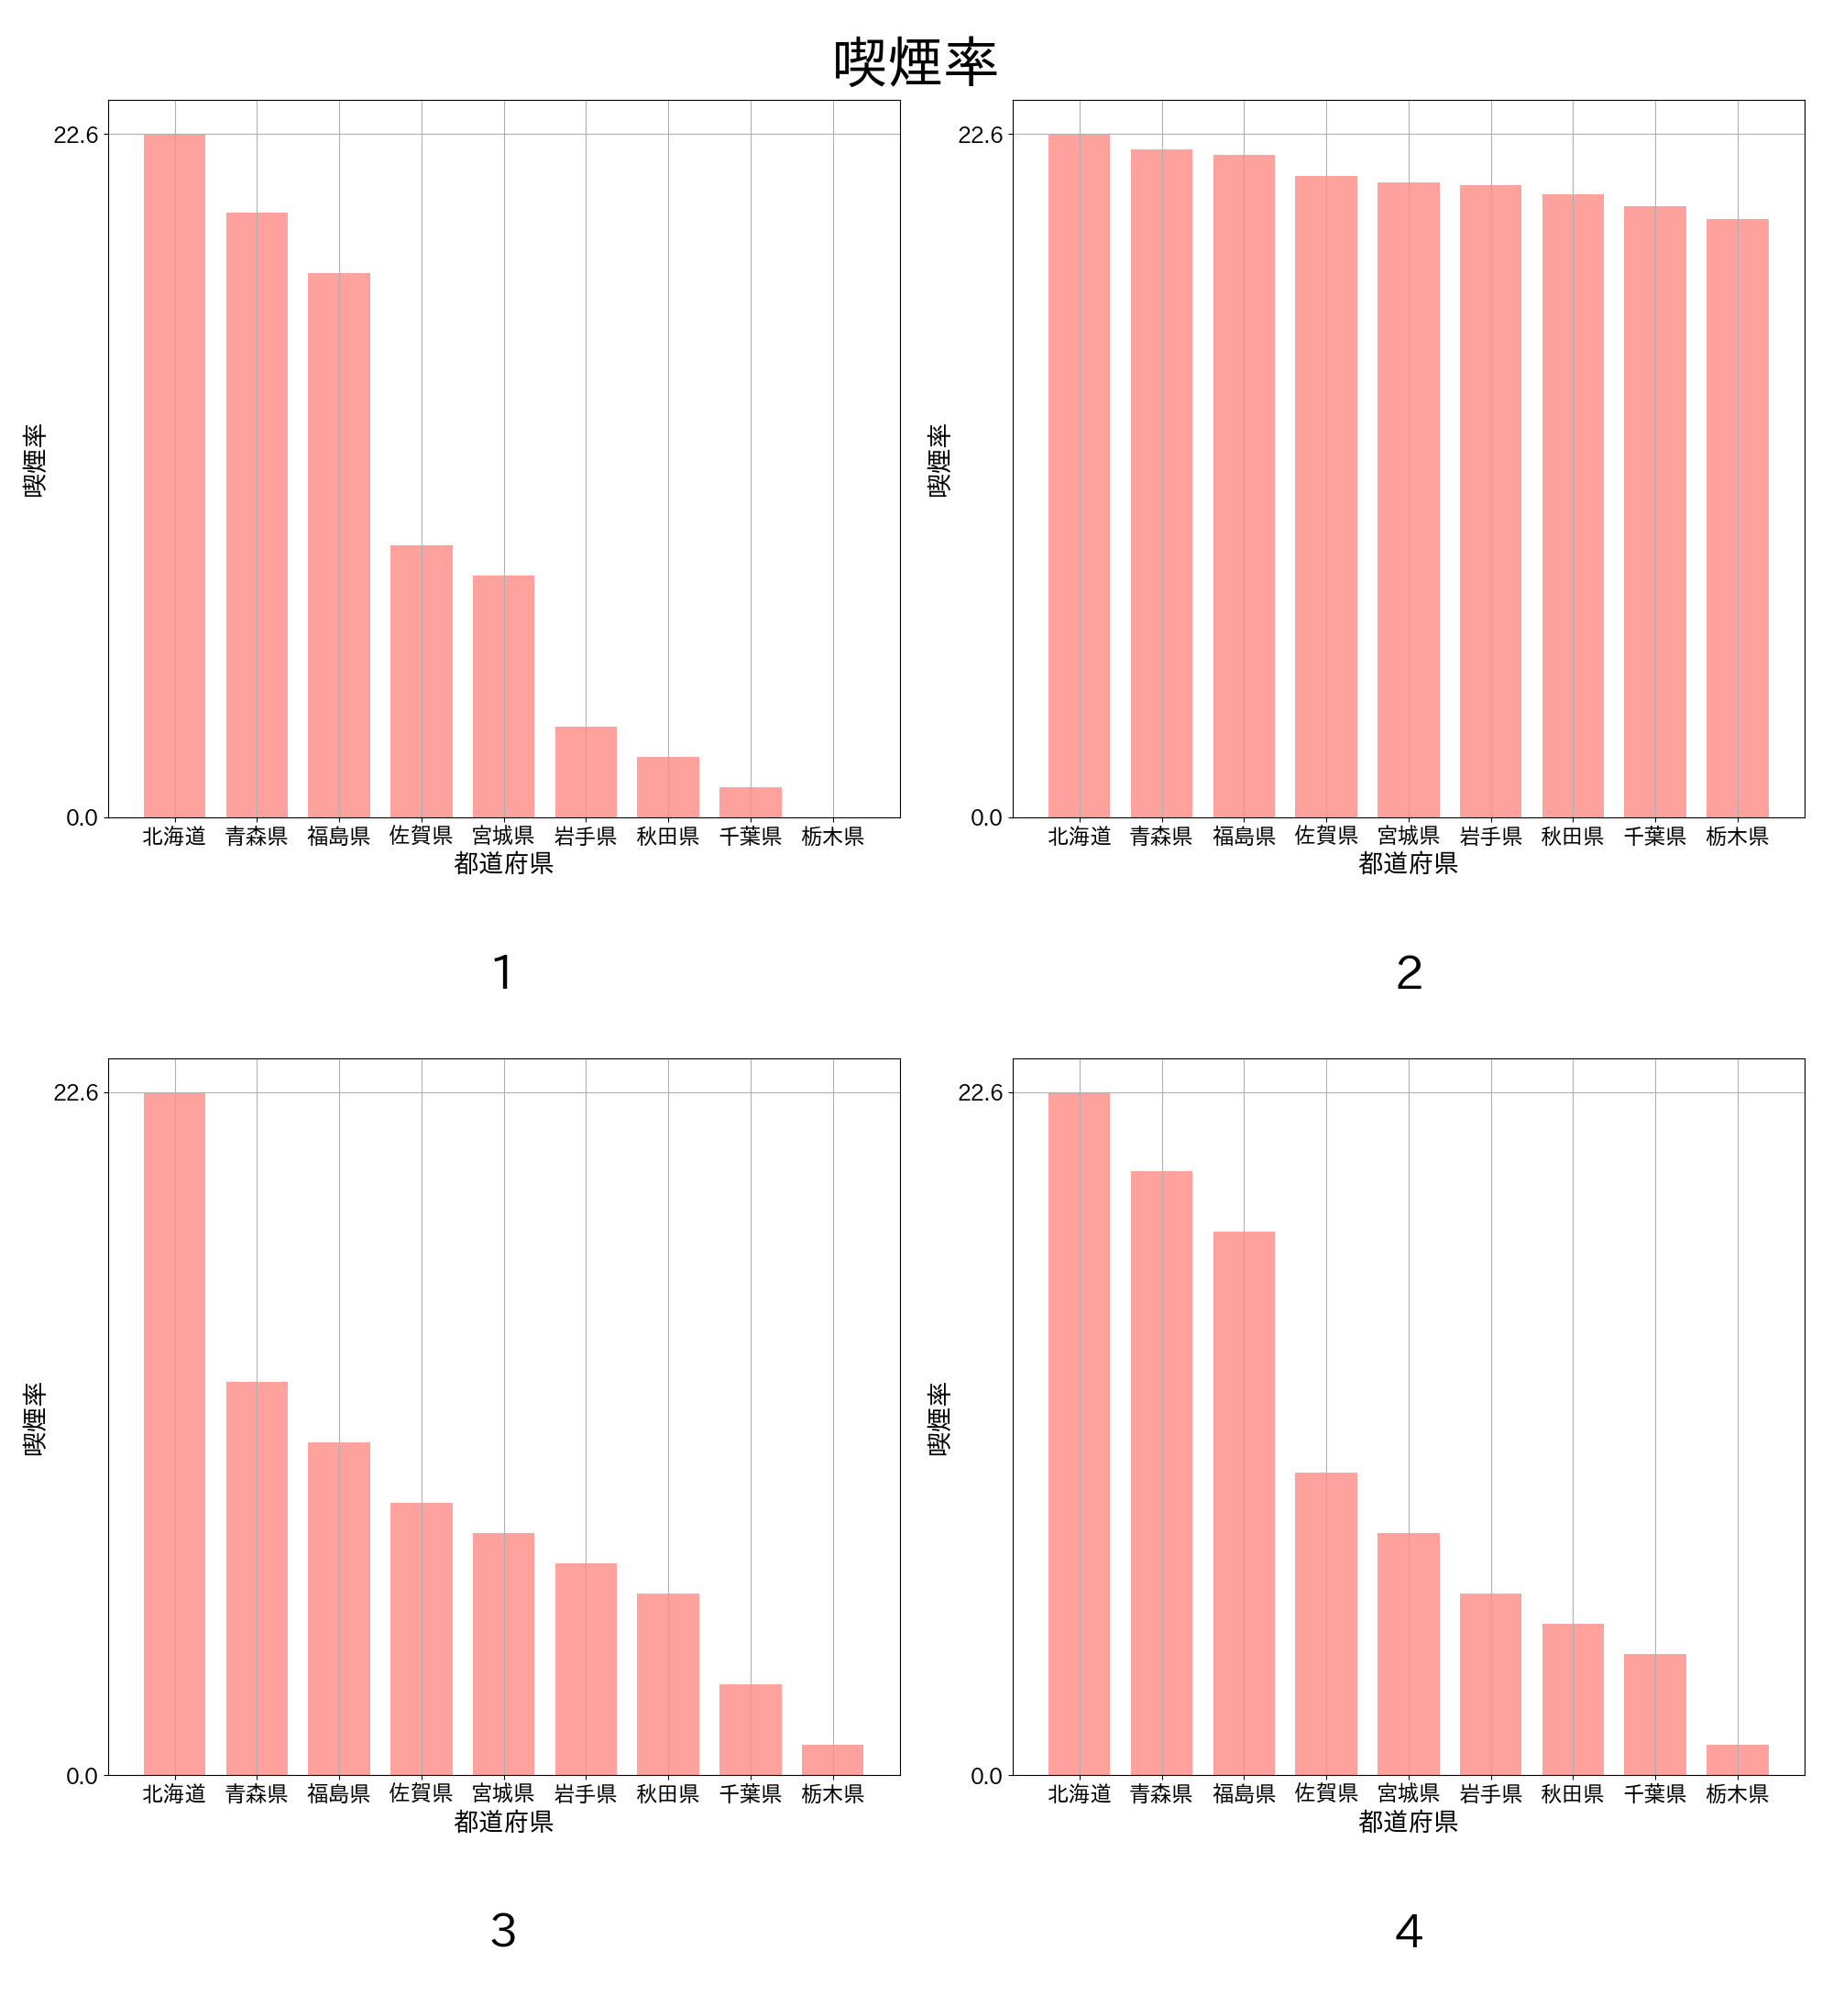 喫煙率
22.6
喫煙率
0.0
北海道 青森県 福島県 佐賀県 宮城県 岩手県 秋田県 千葉県 栃木県
都道府県
1
22.6
喫煙率
0.0
北海道 青森県 福島県 佐賀県 宮城県 岩手県 秋田県 千葉県 栃木県
都道府県
2
22.6
喫煙率
0.0
北海道 青森県 福島県 佐賀県 宮城県 岩手県 秋田県 千葉県 栃木県
都道府県
3
22.6
喫煙率
0.0
北海道 青森県 福島県 佐賀県 宮城県 岩手県 秋田県 千葉県 栃木県
都道府県
4